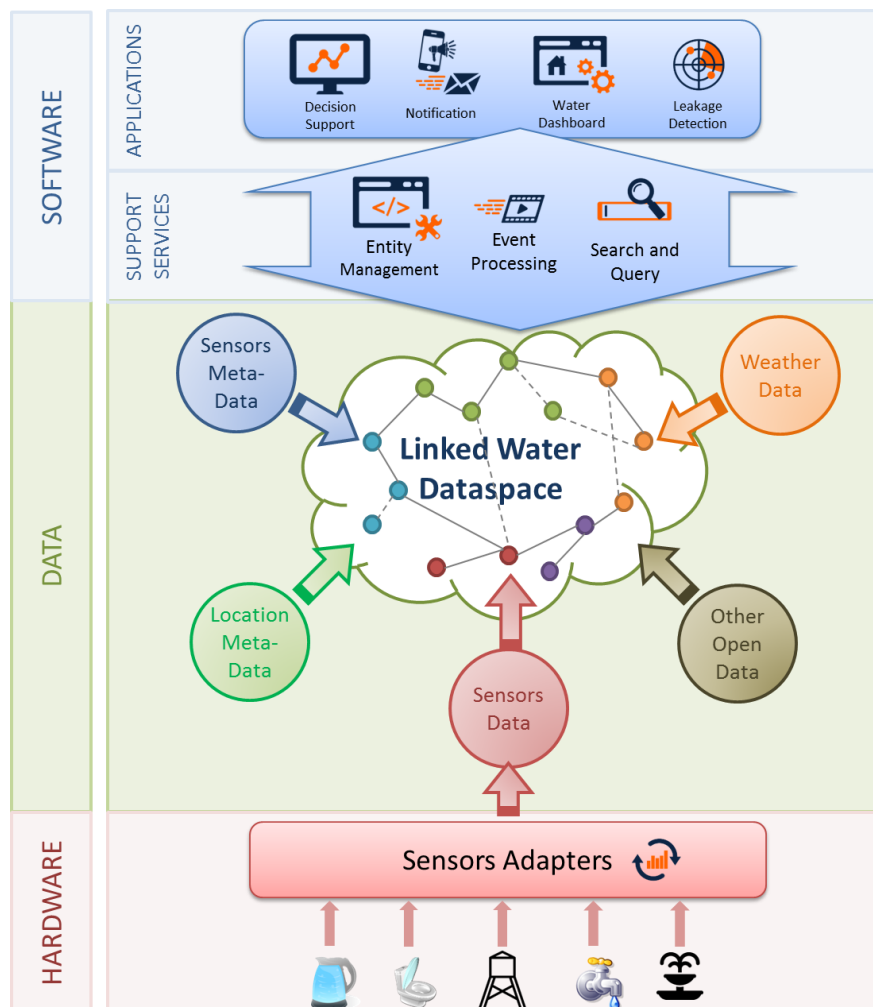 SOFTWARE
APPLICATIONS
Decision
Support
Notification
Water
Dashboard
Leakage
Detection
SUPPORT
SERVICES
</>
Entity
Management
Event
Processing
Search and
Query
DATA
Sensors
Meta-
Data
Weather
Data
Linked Water
Dataspace
Location
Meta-
Data
Other
Open
Data
Sensors
Data
HARDWARE
Sensors Adapters